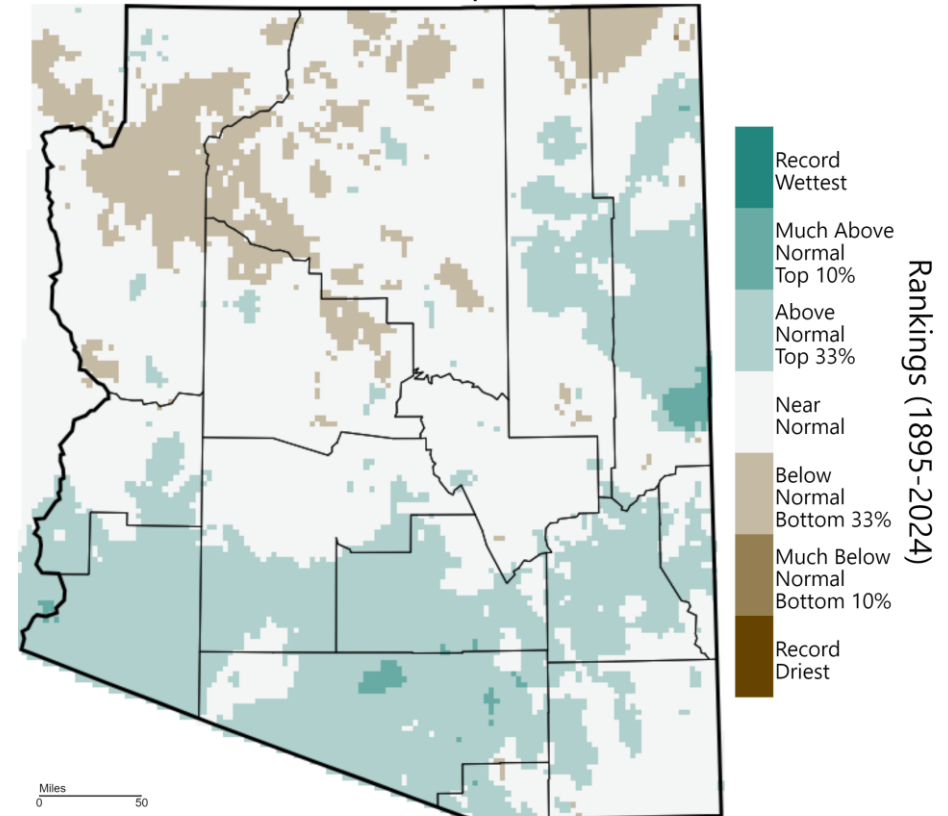 Record
Wettest
Much Above
Normal
Top 10%
Above
Normal
Top 33%
Near
Normal
Below
Normal
Bottom 33%
Much Below
Normal
Bottom 10%
Record
Driest
Rankings (1895-2024)
Miles
0 50